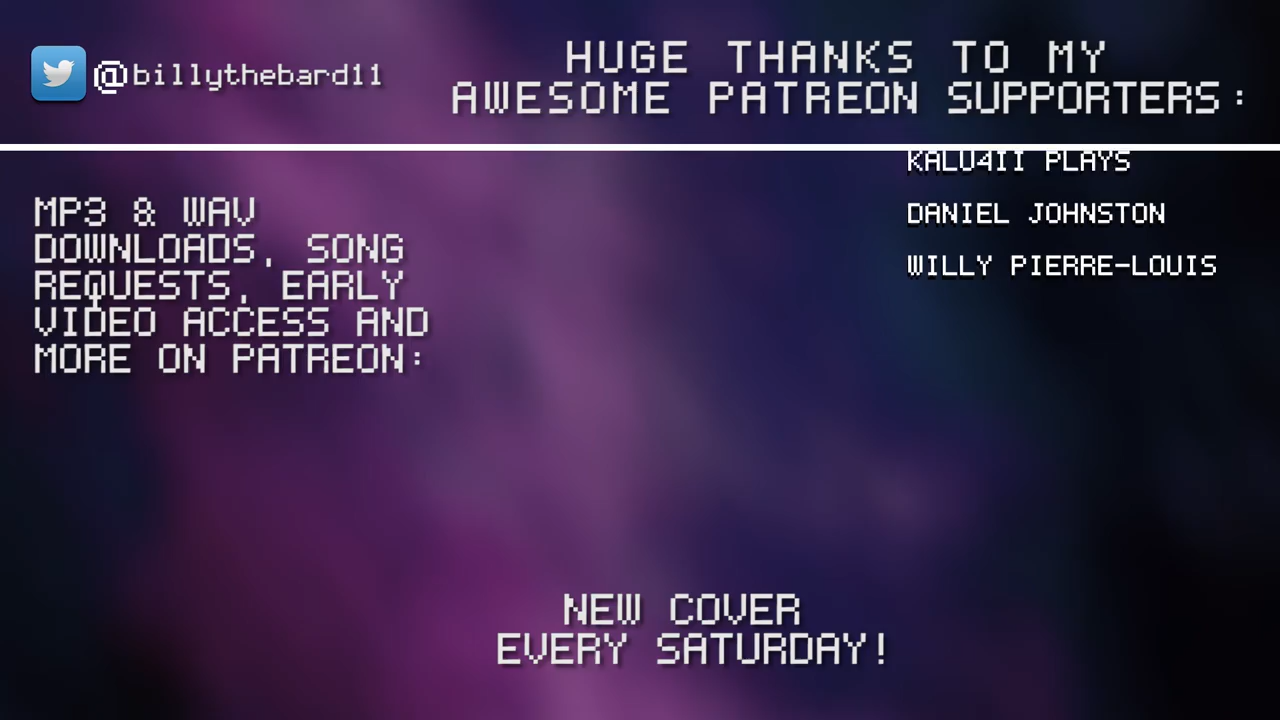 @billythebard11
HUGE THANKS TO MY
AWESOME PATREON SUPPORTERS:
MP3 & WAV
DOWNLOADS, SONG
REQUESTS, EARLY
VIDEO ACCESS AND
MORE ON PATREON:
KALU4II PLAYS
DANIEL JOHNSTON
WILLY PIERRE-LOUIS
NEW COVER
EVERY SATURDAY!